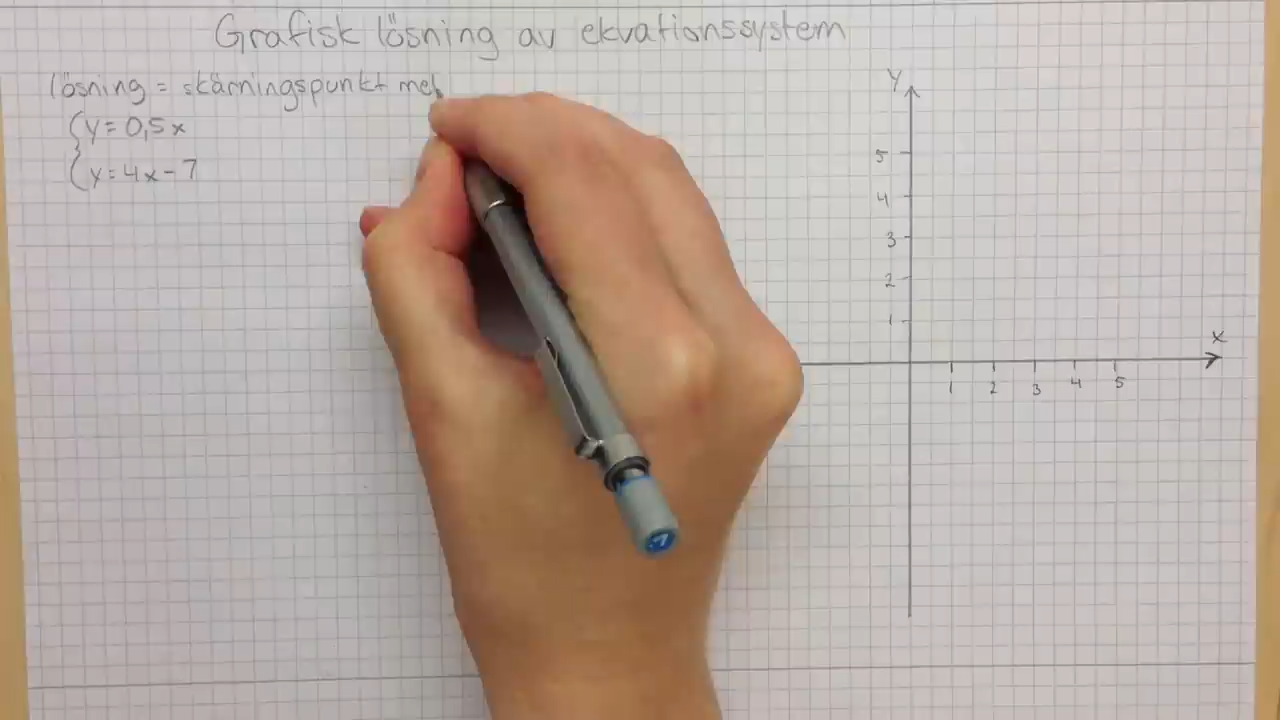 Grafisk lösning av ekvationssystem
lösning = skärningspunkt mel
{y = 0,5x
{y = 4x - 7
Y
5
4
3
2
1
X
1 2 3 4 5
7